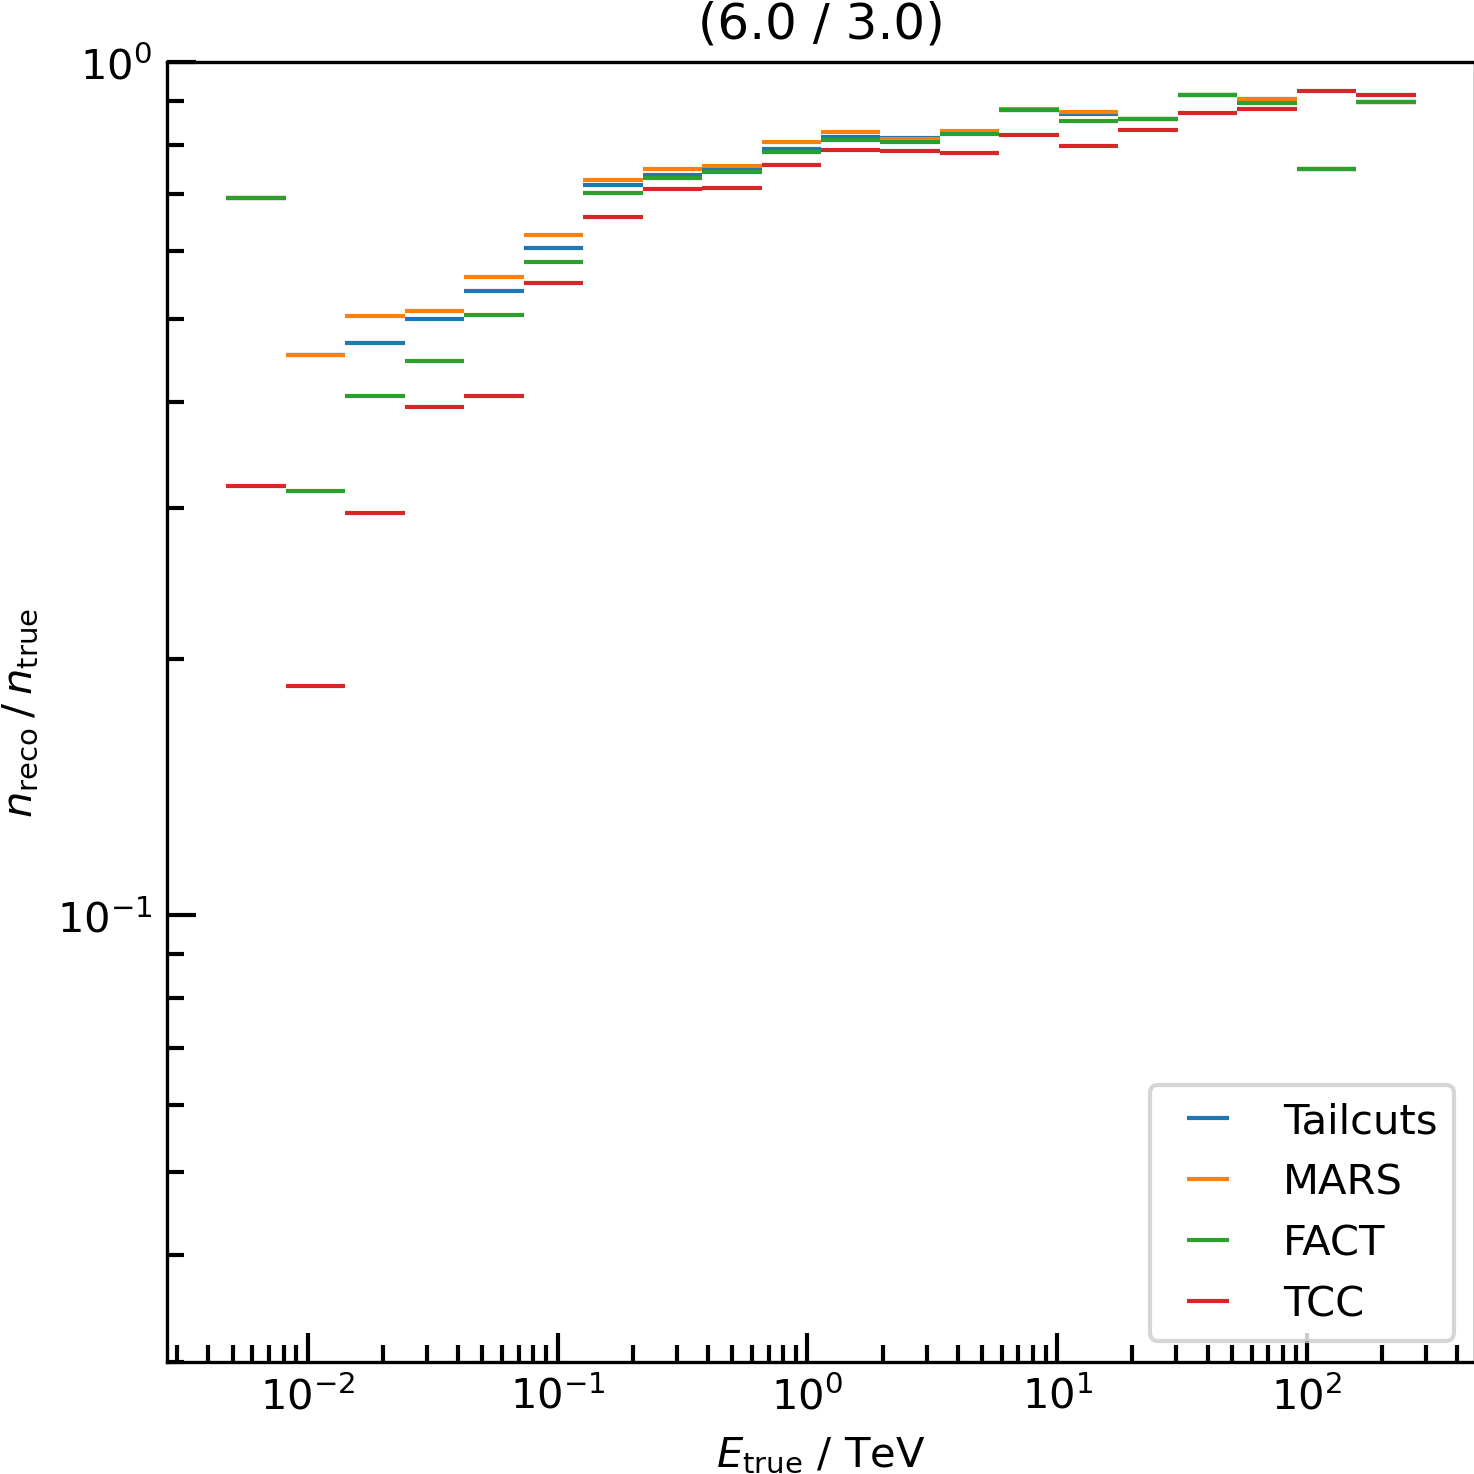 (6.0 / 3.0)
10⁰
10⁻¹
n_reco / n_true
10⁻² 10⁻¹ 10⁰ 10¹ 10²
E_true / TeV
Tailcuts
MARS
FACT
TCC